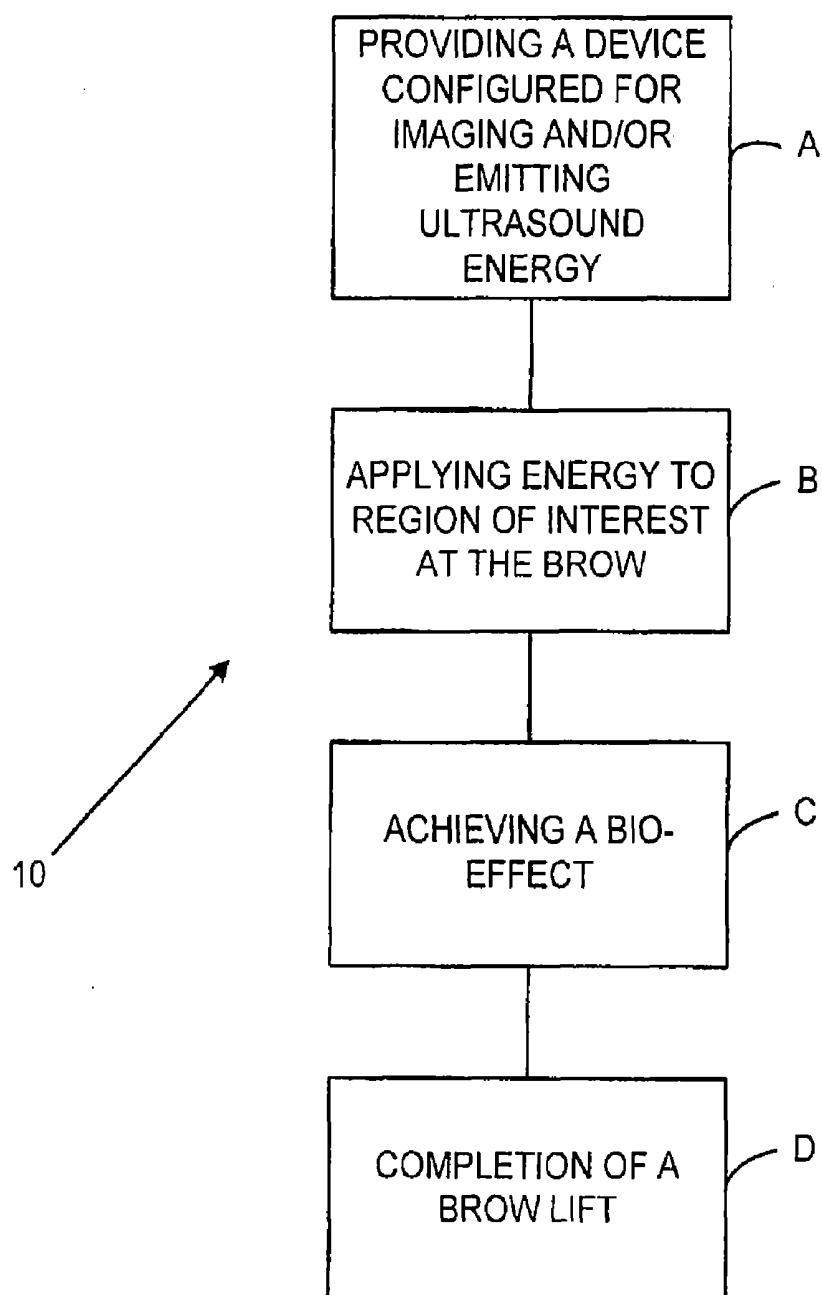 PROVIDING A DEVICE
CONFIGURED FOR
IMAGING AND/OR
EMITTING
ULTRASOUND
ENERGY
A
APPLYING ENERGY TO
REGION OF INTEREST
AT THE BROW
B
ACHIEVING A BIO-
EFFECT
C
10
COMPLETION OF A
BROW LIFT
D